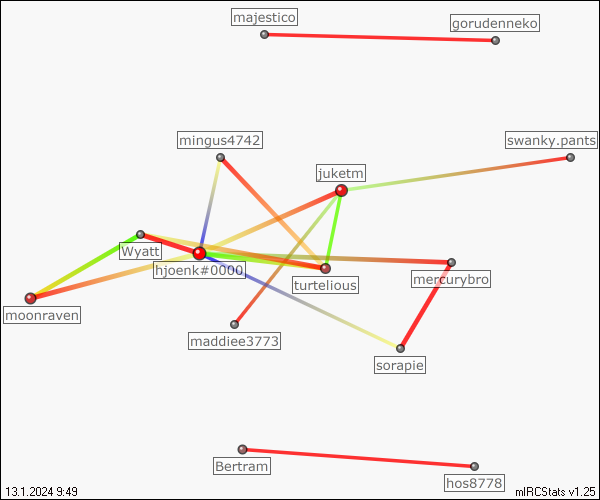 majestico
gorudenneko
mingus4742
swanky.pants
juketm
Wyatt
hjoenk#0000
mercurybro
turtelious
moonraven
maddiee3773
sorapie
Bertram
hos8778
13.1.2024 9:49
mIRCStats v1.25